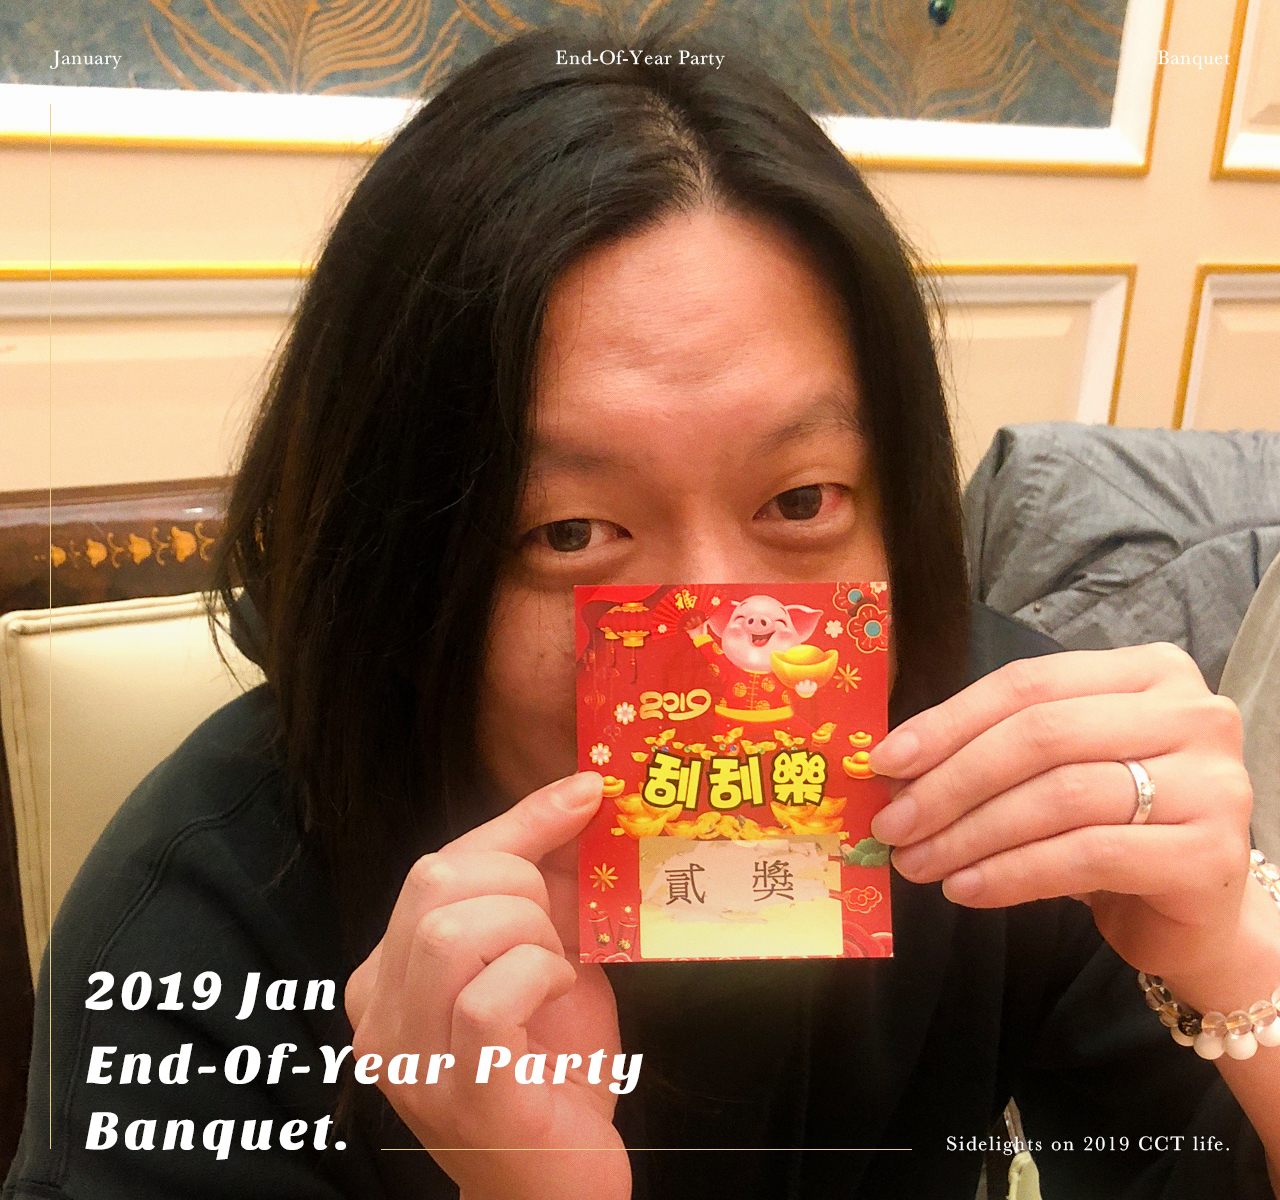 January
End-Of-Year Party
Banquet
福
2019
刮刮樂
貳 獎
2019 Jan
End-Of-Year Party
Banquet.
Sidelights on 2019 CCT life.